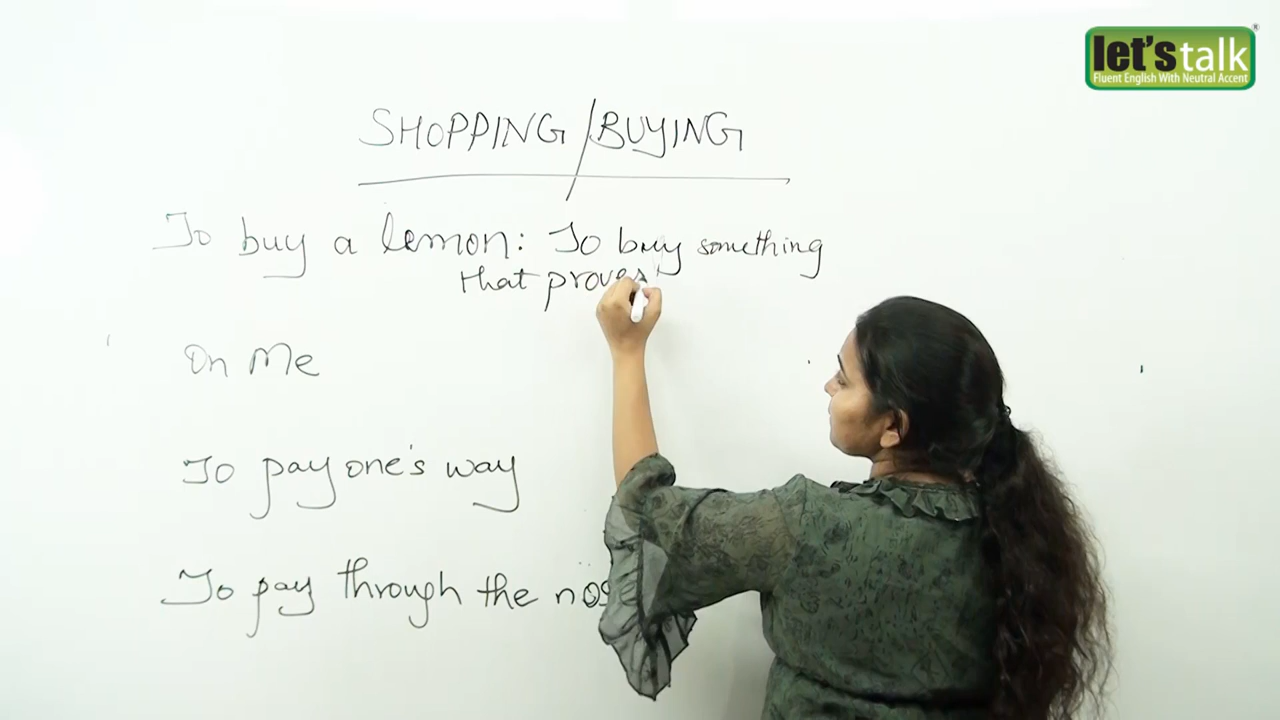 let's talk
Fluent English With Neutral Accent
SHOPPING/BUYING
To buy a lemon: To buy something
that proves
On Me
To pay one's way
To pay through the